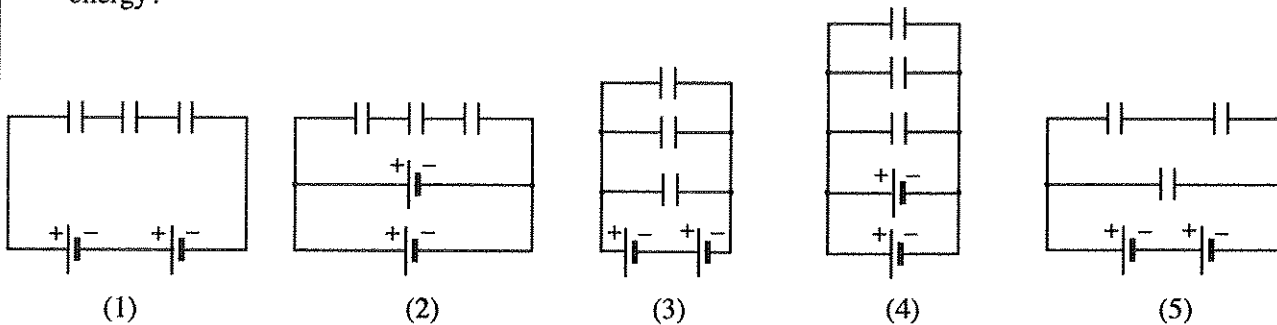 energy?
+ - + -
+ -
+ -
+ - + -
+ -
+ -
+ - + -
(1) (2) (3) (4) (5)